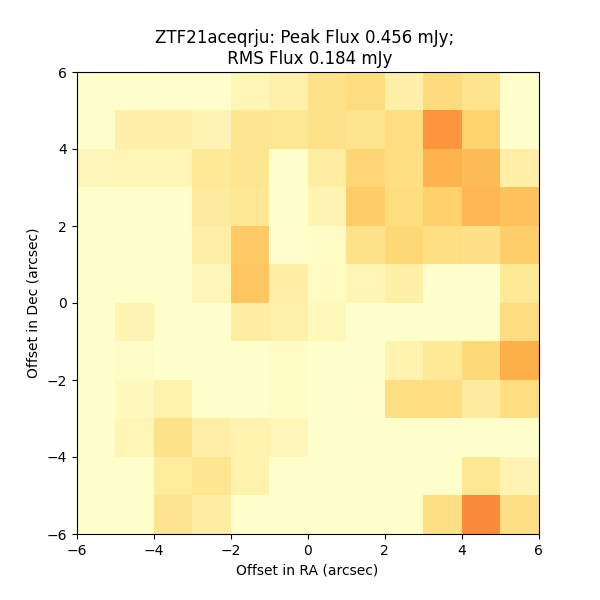 ZTF21aceqrju: Peak Flux 0.456 mJy;
RMS Flux 0.184 mJy
6
4
2
0
−2
−4
−6
Offset in Dec (arcsec)
−6 −4 −2 0 2 4 6
Offset in RA (arcsec)